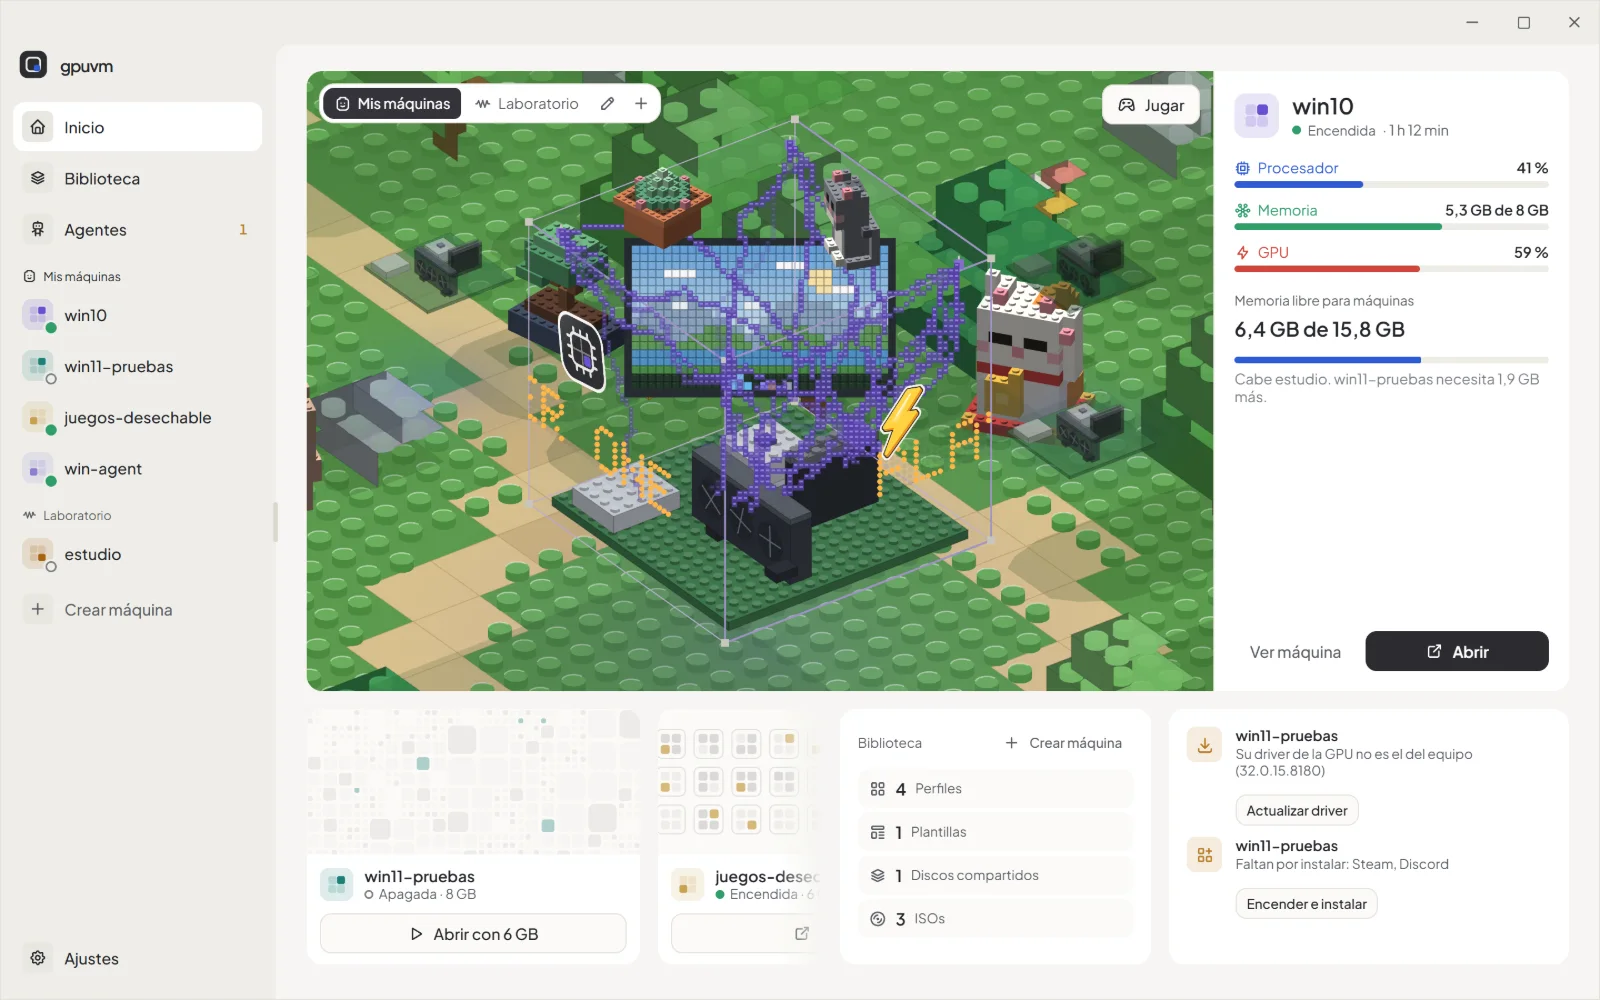 gpuvm
Inicio
Biblioteca
Agentes 1
Mis máquinas
win10
win11-pruebas
juegos-desechable
win-agent
Laboratorio
estudio
Crear máquina
Ajustes
Mis máquinas Laboratorio
Jugar
win10
Encendida · 1 h 12 min
Procesador 41 %
Memoria 5,3 GB de 8 GB
GPU 59 %
Memoria libre para máquinas
6,4 GB de 15,8 GB
Cabe estudio. win11-pruebas necesita 1,9 GB
más.
Ver máquina Abrir
win11-pruebas
Apagada · 8 GB
Abrir con 6 GB
juegos-desec
Encendida · 6
Biblioteca Crear máquina
4 Perfiles
1 Plantillas
1 Discos compartidos
3 ISOs
win11-pruebas
Su driver de la GPU no es el del equipo
(32.0.15.8180)
Actualizar driver
win11-pruebas
Faltan por instalar: Steam, Discord
Encender e instalar